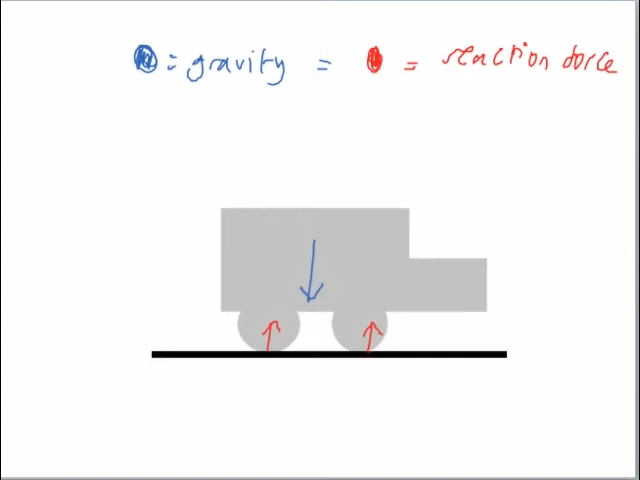 = gravity = = reaction force